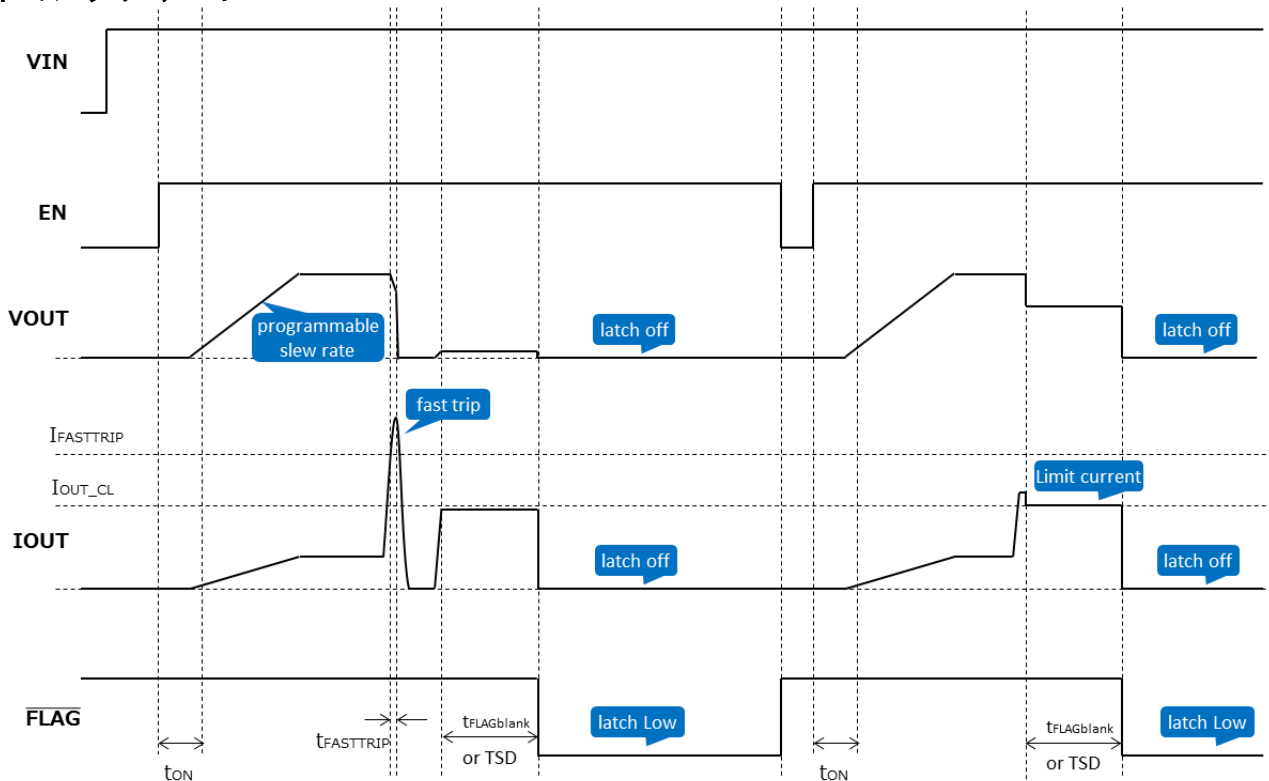 VIN
EN
VOUT
programmable
slew rate
latch off
latch off
fast trip
IFASTTRIP
IOUT_CL
Limit current
IOUT
latch off
latch off
FLAG
tFASTTRIP
tFLAGblank
or TSD
latch Low
tFLAGblank
or TSD
latch Low
tON
tON